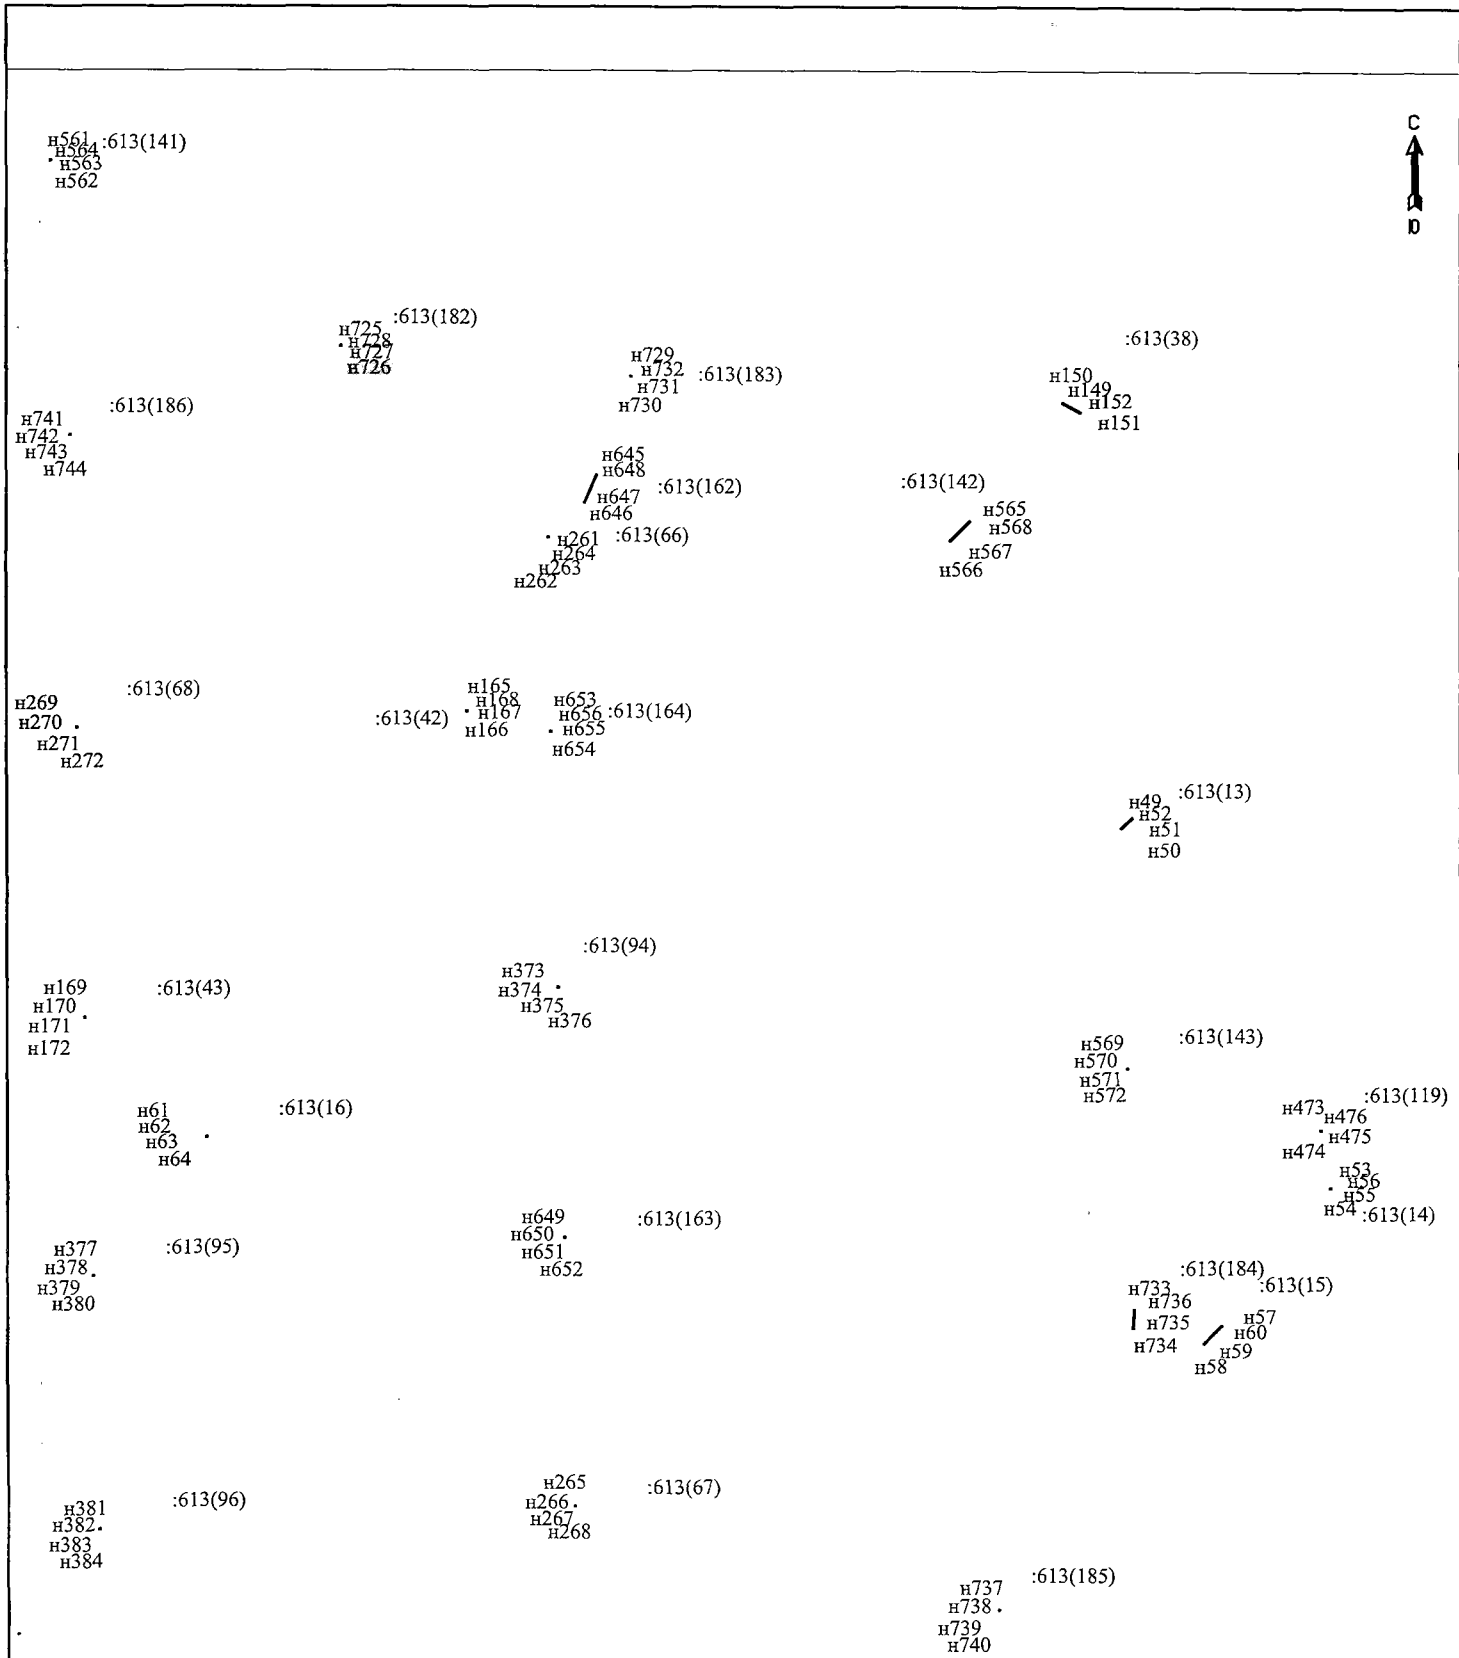 С
Ю
н561 :613(141)
н564
н563
н562
н725 :613(182)
н728
н727
н726
н729
н732 :613(183)
н731
н730
:613(38)
н150
н149
н152
н151
н741 :613(186)
н742
н743
н744
н645
н648
н647 :613(162)
н646
:613(142)
н565
н568
н567
н566
н261 :613(66)
н264
н263
н262
н269 :613(68)
н270
н271
н272
н165
н168
:613(42) н167
н166
н653
н656 :613(164)
н655
н654
н49 :613(13)
н52
н51
н50
:613(94)
н373
н374
н375
н376
н169 :613(43)
н170
н171
н172
н569 :613(143)
н570
н571
н572
н61 :613(16)
н62
н63
н64
:613(119)
н473 н476
н475
н474
н53
н56
н55
н54 :613(14)
н649 :613(163)
н650
н651
н652
н377 :613(95)
н378
н379
н380
:613(184)
н733 :613(15)
н736
н735
н734
н57
н60
н59
н58
н265 :613(67)
н266
н267
н268
н381 :613(96)
н382
н383
н384
:613(185)
н737
н738
н739
н740